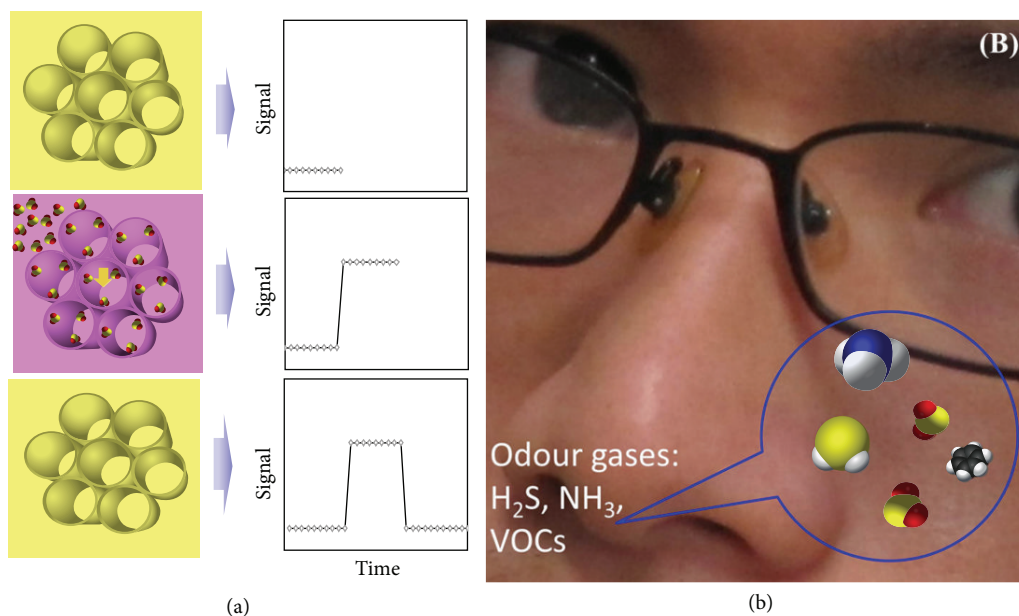 Signal
Signal
Signal
Time
(a)
(B)
Odour gases:
H₂S, NH₃,
VOCs
(b)